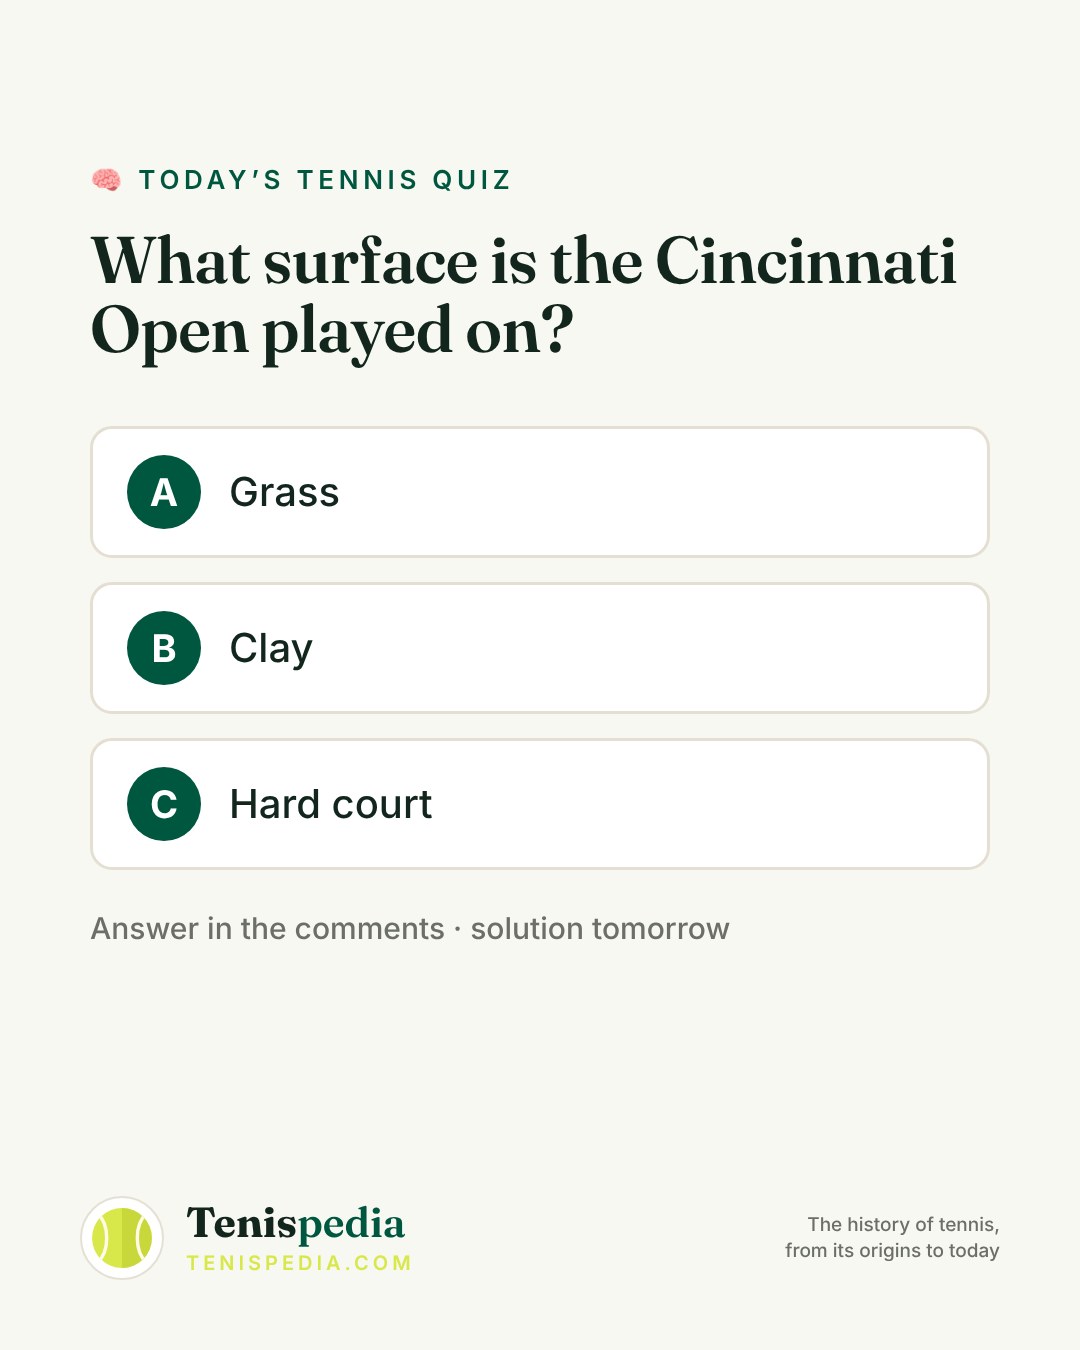 🧠 TODAY’S TENNIS QUIZ
What surface is the Cincinnati
Open played on?
A Grass
B Clay
C Hard court
Answer in the comments · solution tomorrow
Tenispedia
TENISPEDIA.COM
The history of tennis,
from its origins to today